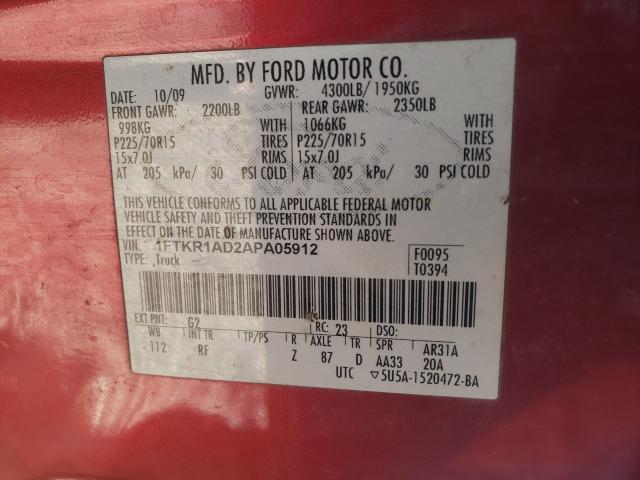 MFD. BY FORD MOTOR CO.
DATE: 10/09 GVWR: 4300LB/ 1950KG
FRONT GAWR: 2200LB REAR GAWR: 2350LB
998KG WITH 1066KG WITH
P225/70R15 TIRES P225/70R15 TIRES
15x7.0J RIMS 15x7.0J RIMS
AT 205 kPa/ 30 PSI COLD AT 205 kPa/ 30 PSI COLD
THIS VEHICLE CONFORMS TO ALL APPLICABLE FEDERAL MOTOR
VEHICLE SAFETY AND THEFT PREVENTION STANDARDS IN
EFFECT ON THE DATE OF MANUFACTURE SHOWN ABOVE.
VIN: 1FTKR1AD2APA05912 F0095
TYPE: Truck T0394
EXT PNT: G2 RC: 23 DSO:
WB INT TR TP/PS R AXLE TR SPR AR31A
112 RF Z 87 D AA33 20A
UTC ▽5U5A-1520472-BA